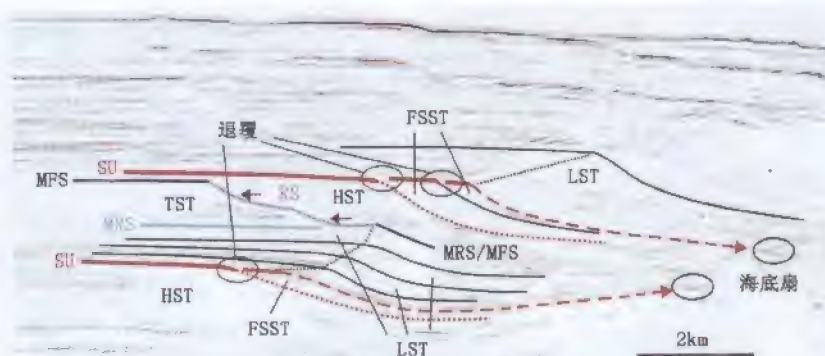 FSST
退覆
SU
HST
LST
MFS
TST
RS
MRS
MRS/MFS
SU
海底扇
HST
FSST
LST
2km